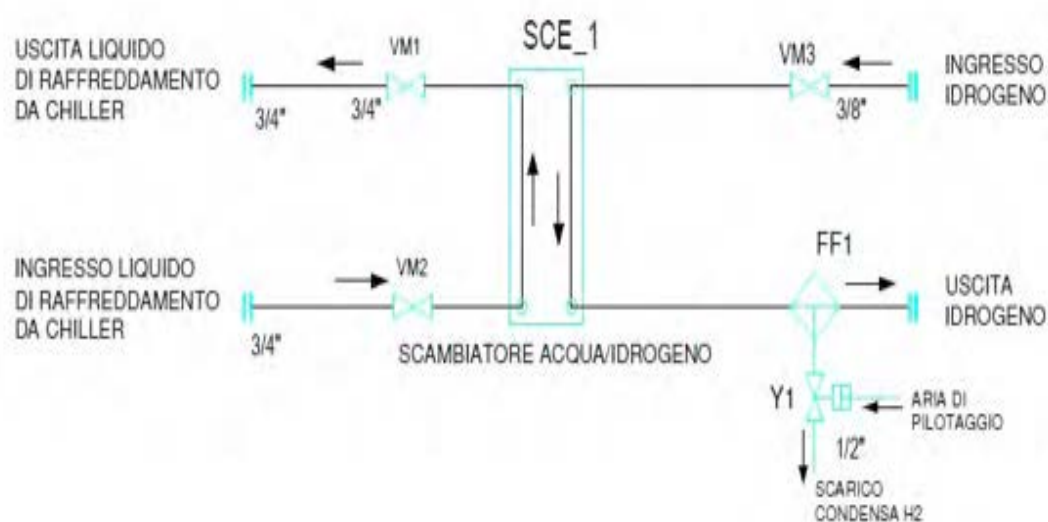 SCE_1
USCITA LIQUIDO
DI RAFFREDDAMENTO
DA CHILLER
VM1
3/4"
3/4"
VM3
3/8"
INGRESSO
IDROGENO
INGRESSO LIQUIDO
DI RAFFREDDAMENTO
DA CHILLER
VM2
3/4"
SCAMBIATORE ACQUA/IDROGENO
FF1
USCITA
IDROGENO
Y1
ARIA DI
PILOTAGGIO
1/2"
SCARICO
CONDENSA H2